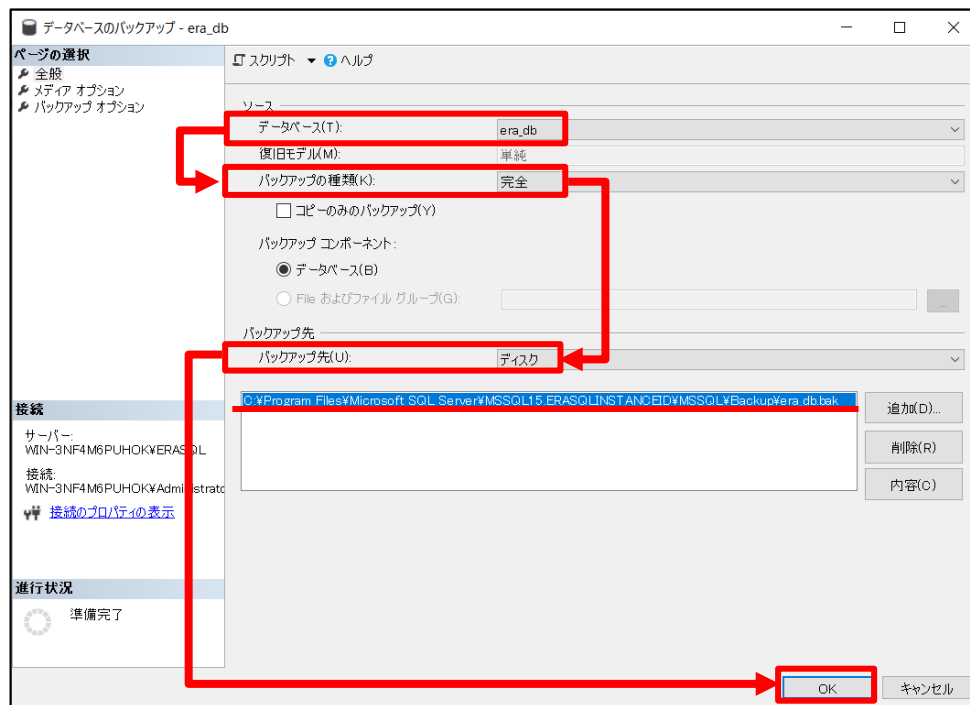 データベースのバックアップ - era_db
ページの選択
全般
メディア オプション
バックアップ オプション
スクリプト ヘルプ
ソース
データベース(T): era_db
復旧モデル(M): 単純
バックアップの種類(K): 完全
コピーのみのバックアップ(Y)
バックアップ コンポーネント:
データベース(B)
File およびファイル グループ(G): ...
バックアップ先
バックアップ先(U): ディスク
C:¥Program Files¥Microsoft SQL Server¥MSSQL15.ERASQLINSTANCEID¥MSSQL¥Backup¥era_db.bak
追加(D)...
削除(R)
内容(C)
接続
サーバー:
WIN-3NF4M6PUHOK¥ERASQL
接続:
WIN-3NF4M6PUHOK¥Administrato
接続のプロパティの表示
進行状況
準備完了
OK キャンセル